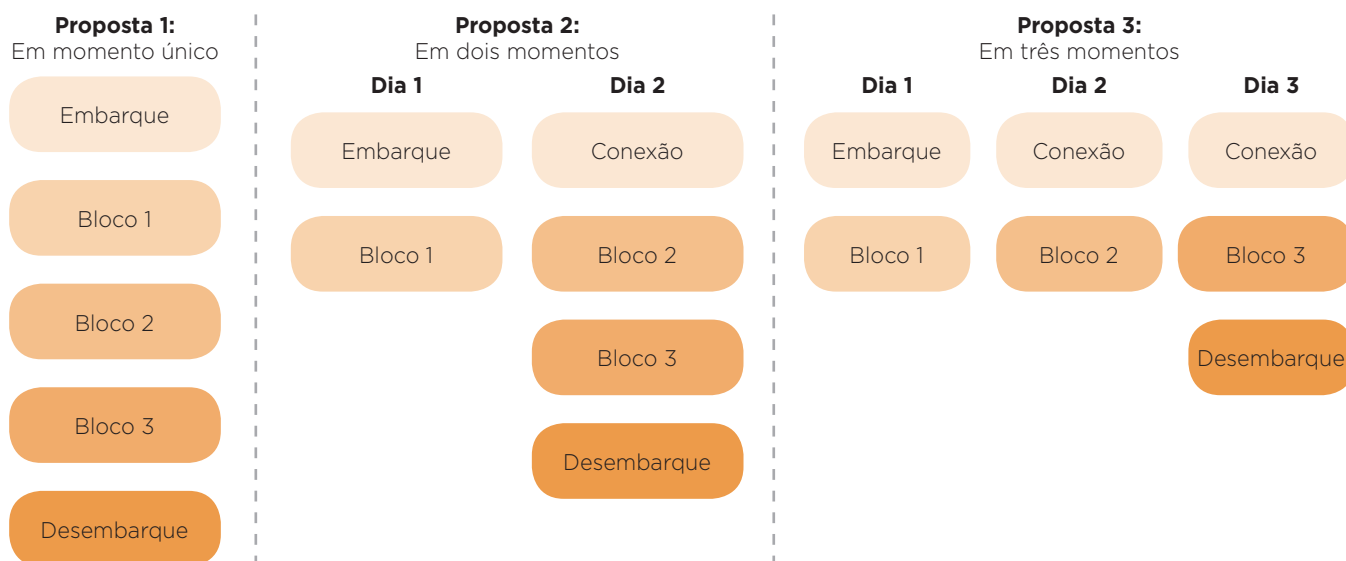 Proposta 1:
Em momento único
Embarque
Bloco 1
Bloco 2
Bloco 3
Desembarque
Proposta 2:
Em dois momentos
Dia 1
Embarque
Bloco 1
Dia 2
Conexão
Bloco 2
Bloco 3
Desembarque
Proposta 3:
Em três momentos
Dia 1
Embarque
Bloco 1
Dia 2
Conexão
Bloco 2
Dia 3
Conexão
Bloco 3
Desembarque